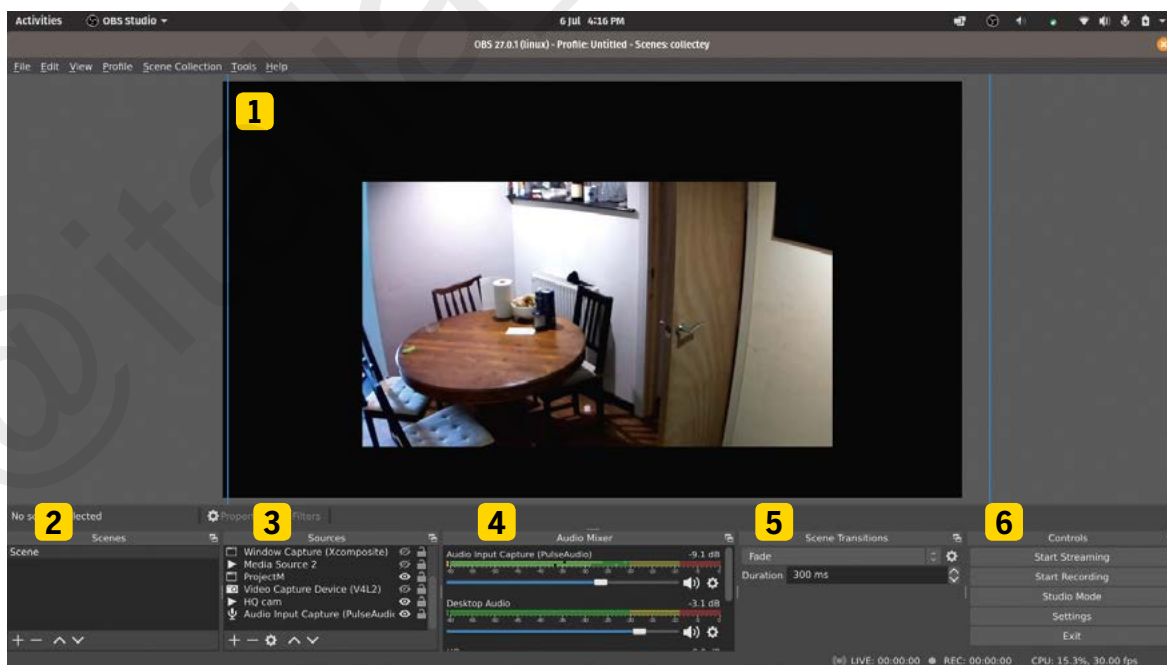 Activities OBS Studio 6 Jul 4:16 PM
OBS 27.0.1 (linux) - Profile: Untitled - Scenes: collectey
File Edit View Profile Scene Collection Tools Help
1
No so
ected
Filters
2
3
4
5
6
Scenes
Scene
Sources
Window Capture (Xcomposite)
Media Source 2
ProjectM
Video Capture Device (V4L2)
HQ cam
Audio Input Capture (PulseAudio
Audio Mixer
Audio Input Capture (PulseAudio) -9.1 dB
Desktop Audio -3.1 dB
Scene Transitions
Fade
Duration 300 ms
Controls
Start Streaming
Start Recording
Studio Mode
Settings
Exit
LIVE: 00:00:00 REC: 00:00:00 CPU: 15.3%, 30.00 fps